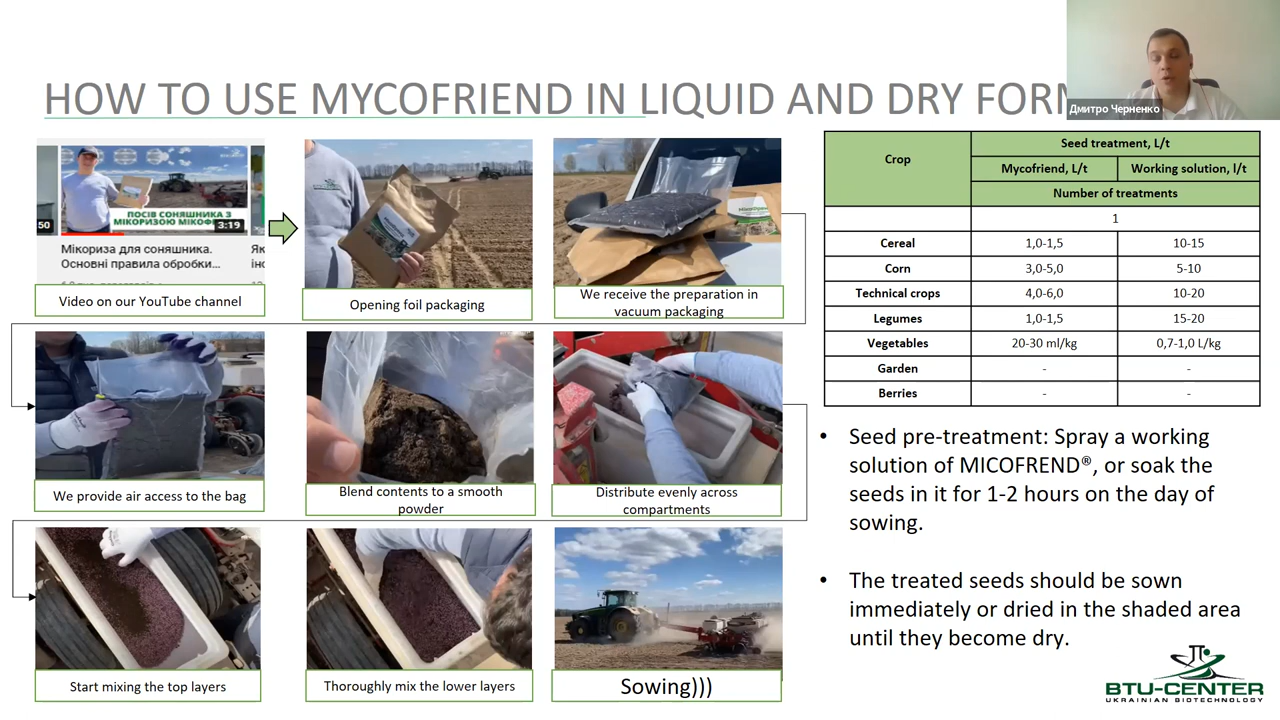 HOW TO USE MYCOFRIEND IN LIQUID AND DRY FORM
Дмитро Черненко
50
ПОСІВ СОНЯШНИКА З
МІКОРИЗОЮ
3:19
Мікориза для соняшника.
Основні правила обробки...
Video on our YouTube channel
Opening foil packaging
We receive the preparation in
vacuum packaging
We provide air access to the bag
Blend contents to a smooth
powder
Distribute evenly across
compartments
Start mixing the top layers
Thoroughly mix the lower layers
Sowing)))
Crop
Seed treatment, L/t
Mycofriend, L/t Working solution, l/t
Number of treatments
1
Cereal 1,0-1,5 10-15
Corn 3,0-5,0 5-10
Technical crops 4,0-6,0 10-20
Legumes 1,0-1,5 15-20
Vegetables 20-30 ml/kg 0,7-1,0 L/kg
Garden - -
Berries - -
• Seed pre-treatment: Spray a working
solution of MICOFREND®, or soak the
seeds in it for 1-2 hours on the day of
sowing.
• The treated seeds should be sown
immediately or dried in the shaded area
until they become dry.
BTU-CENTER
UKRAINIAN BIOTECHNOLOGY